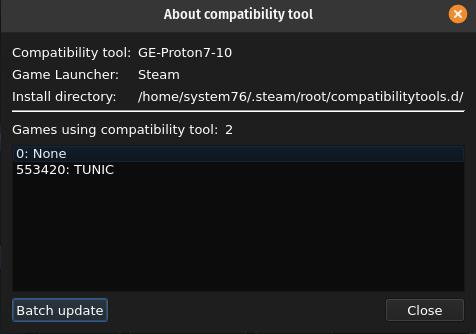 About compatibility tool
Compatibility tool: GE-Proton7-10
Game Launcher: Steam
Install directory: /home/system76/.steam/root/compatibilitytools.d/
Games using compatibility tool: 2
0: None
553420: TUNIC
Batch update Close